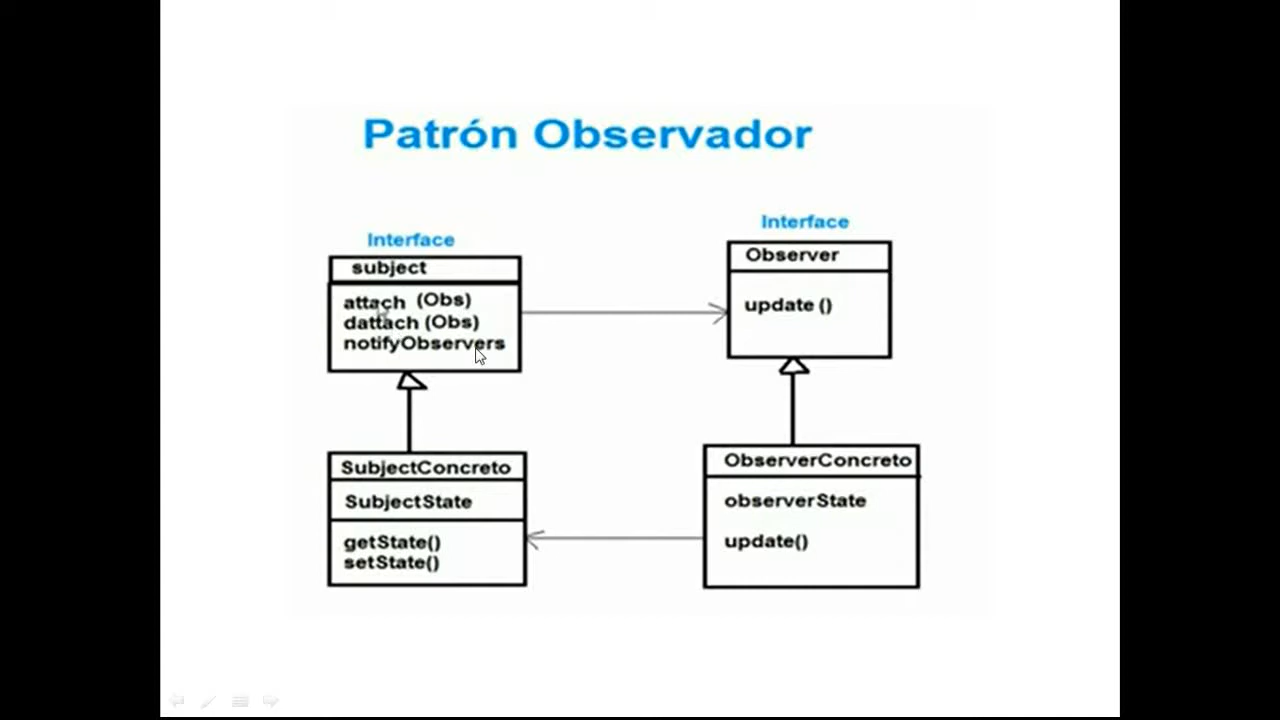 Patrón Observador
Interface
subject
attach (Obs)
dattach (Obs)
notifyObservers
Interface
Observer
update ()
SubjectConcreto
SubjectState
getState()
setState()
ObserverConcreto
observerState
update()